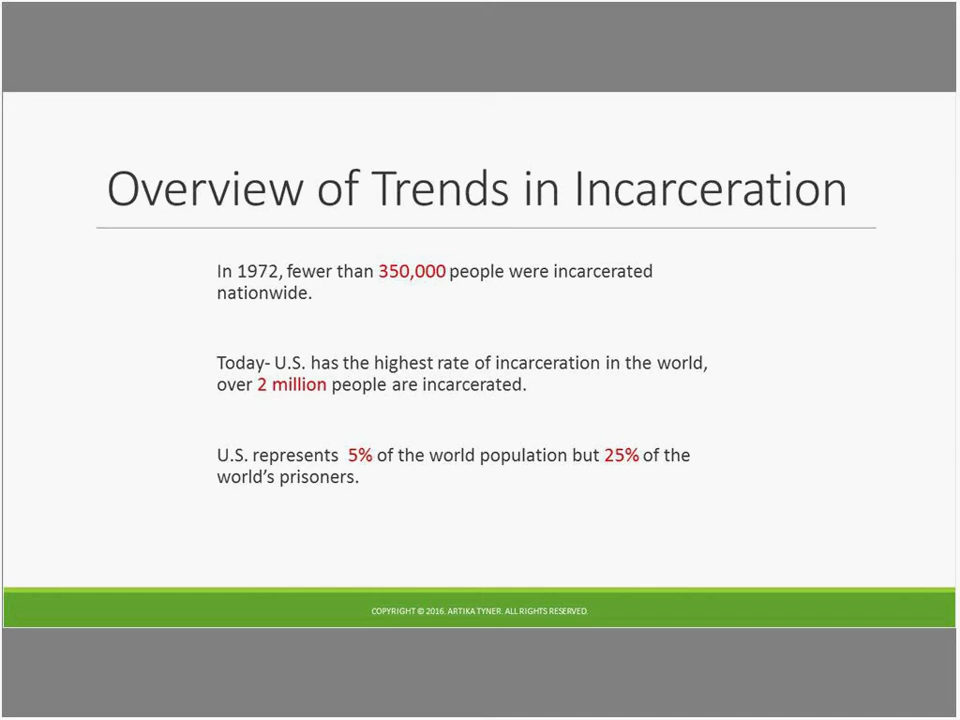 Overview of Trends in Incarceration
In 1972, fewer than 350,000 people were incarcerated
nationwide.
Today- U.S. has the highest rate of incarceration in the world,
over 2 million people are incarcerated.
U.S. represents  5% of the world population but 25% of the
world's prisoners.
COPYRIGHT © 2016. ARTIKA TYNER. ALL RIGHTS RESERVED.